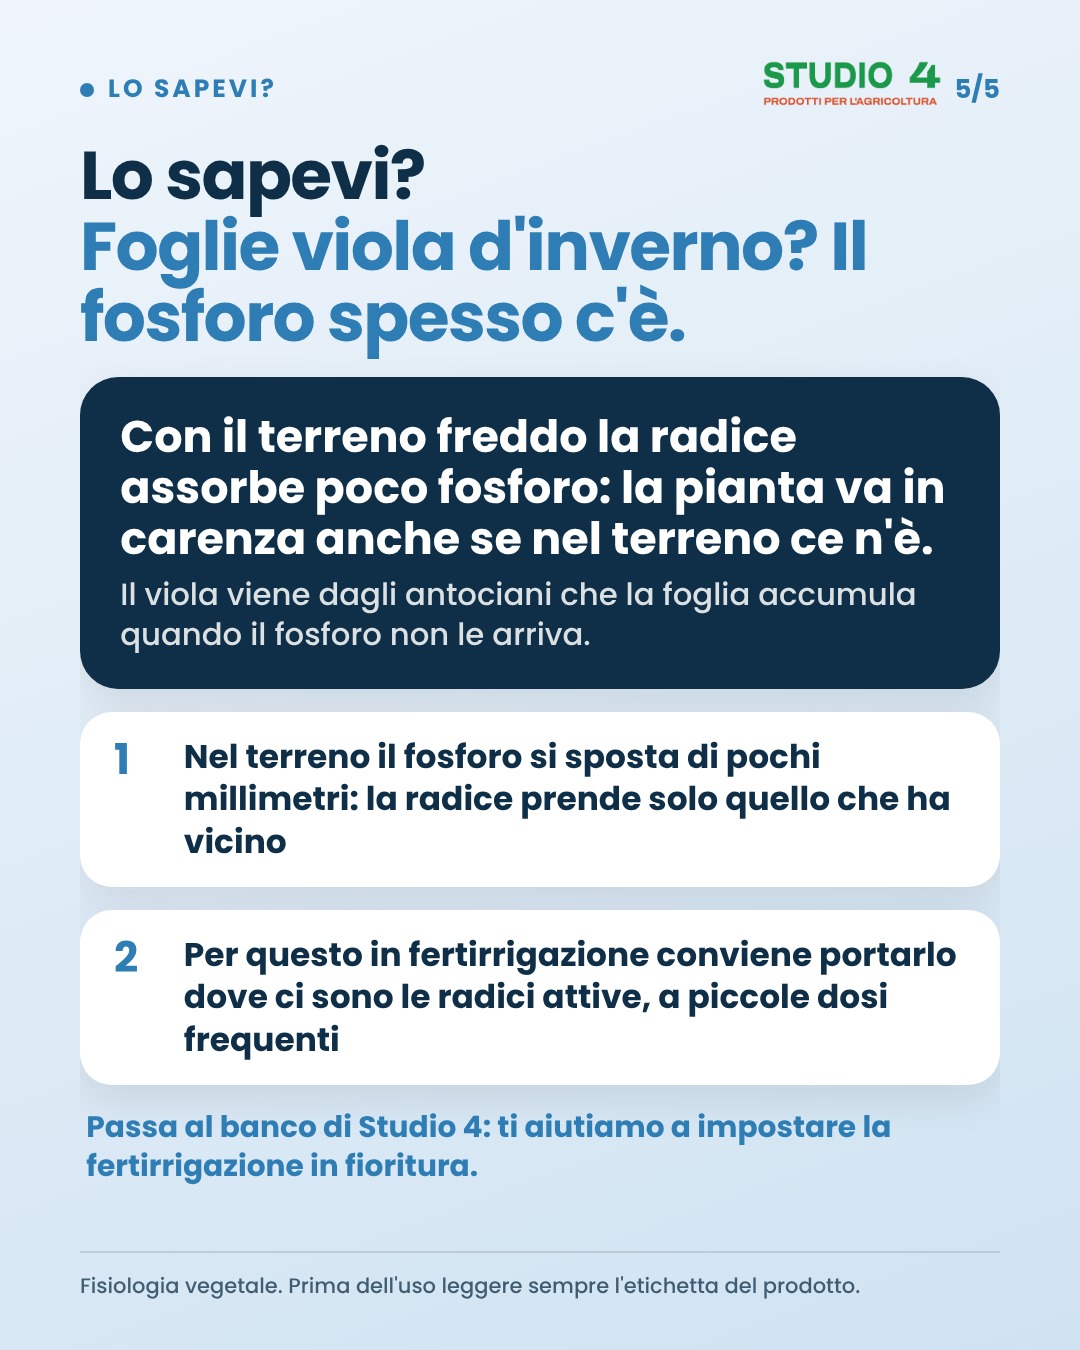 LO SAPEVI?
STUDIO 4
PRODOTTI PER L'AGRICOLTURA
5/5
Lo sapevi?
Foglie viola d'inverno? Il
fosforo spesso c'è.
Con il terreno freddo la radice
assorbe poco fosforo: la pianta va in
carenza anche se nel terreno ce n'è.
Il viola viene dagli antociani che la foglia accumula
quando il fosforo non le arriva.
1
Nel terreno il fosforo si sposta di pochi
millimetri: la radice prende solo quello che ha
vicino
2
Per questo in fertirrigazione conviene portarlo
dove ci sono le radici attive, a piccole dosi
frequenti
Passa al banco di Studio 4: ti aiutiamo a impostare la
fertirrigazione in fioritura.
Fisiologia vegetale. Prima dell'uso leggere sempre l'etichetta del prodotto.